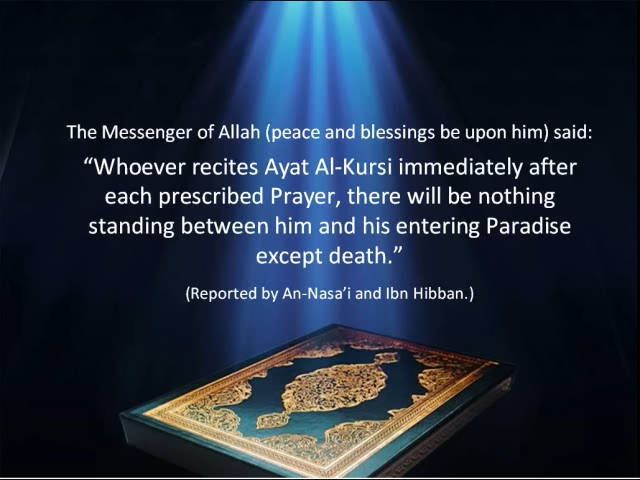 The Messenger of Allah (peace and blessings be upon him) said:
“Whoever recites Ayat Al-Kursi immediately after
each prescribed Prayer, there will be nothing
standing between him and his entering Paradise
except death.”
(Reported by An-Nasa’i and Ibn Hibban.)